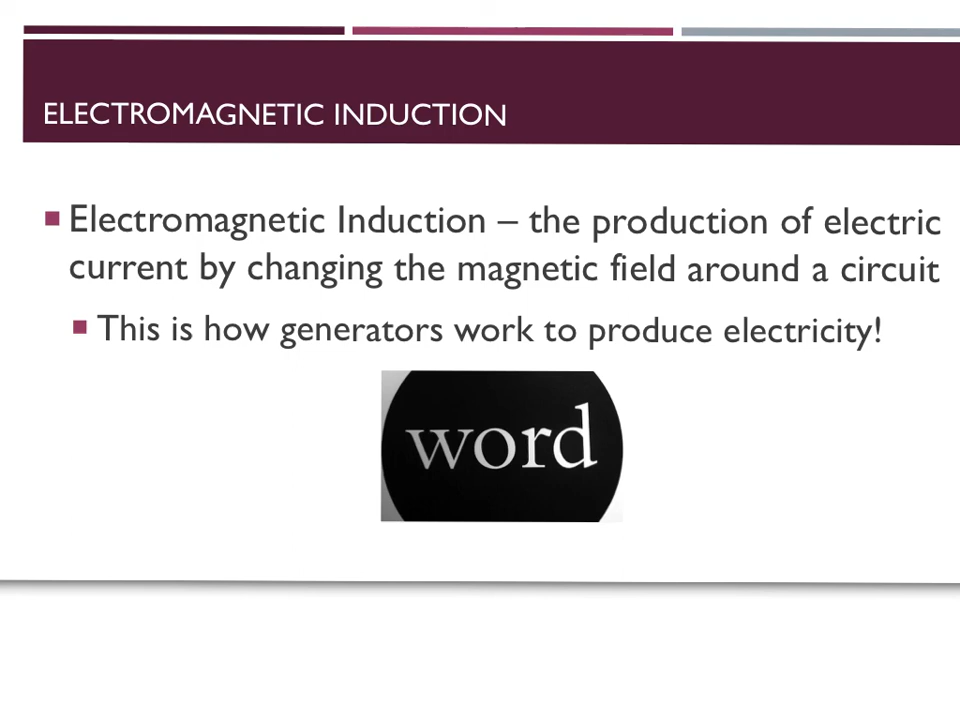 ELECTROMAGNETIC INDUCTION
Electromagnetic Induction – the production of electric
current by changing the magnetic field around a circuit
This is how generators work to produce electricity!
word